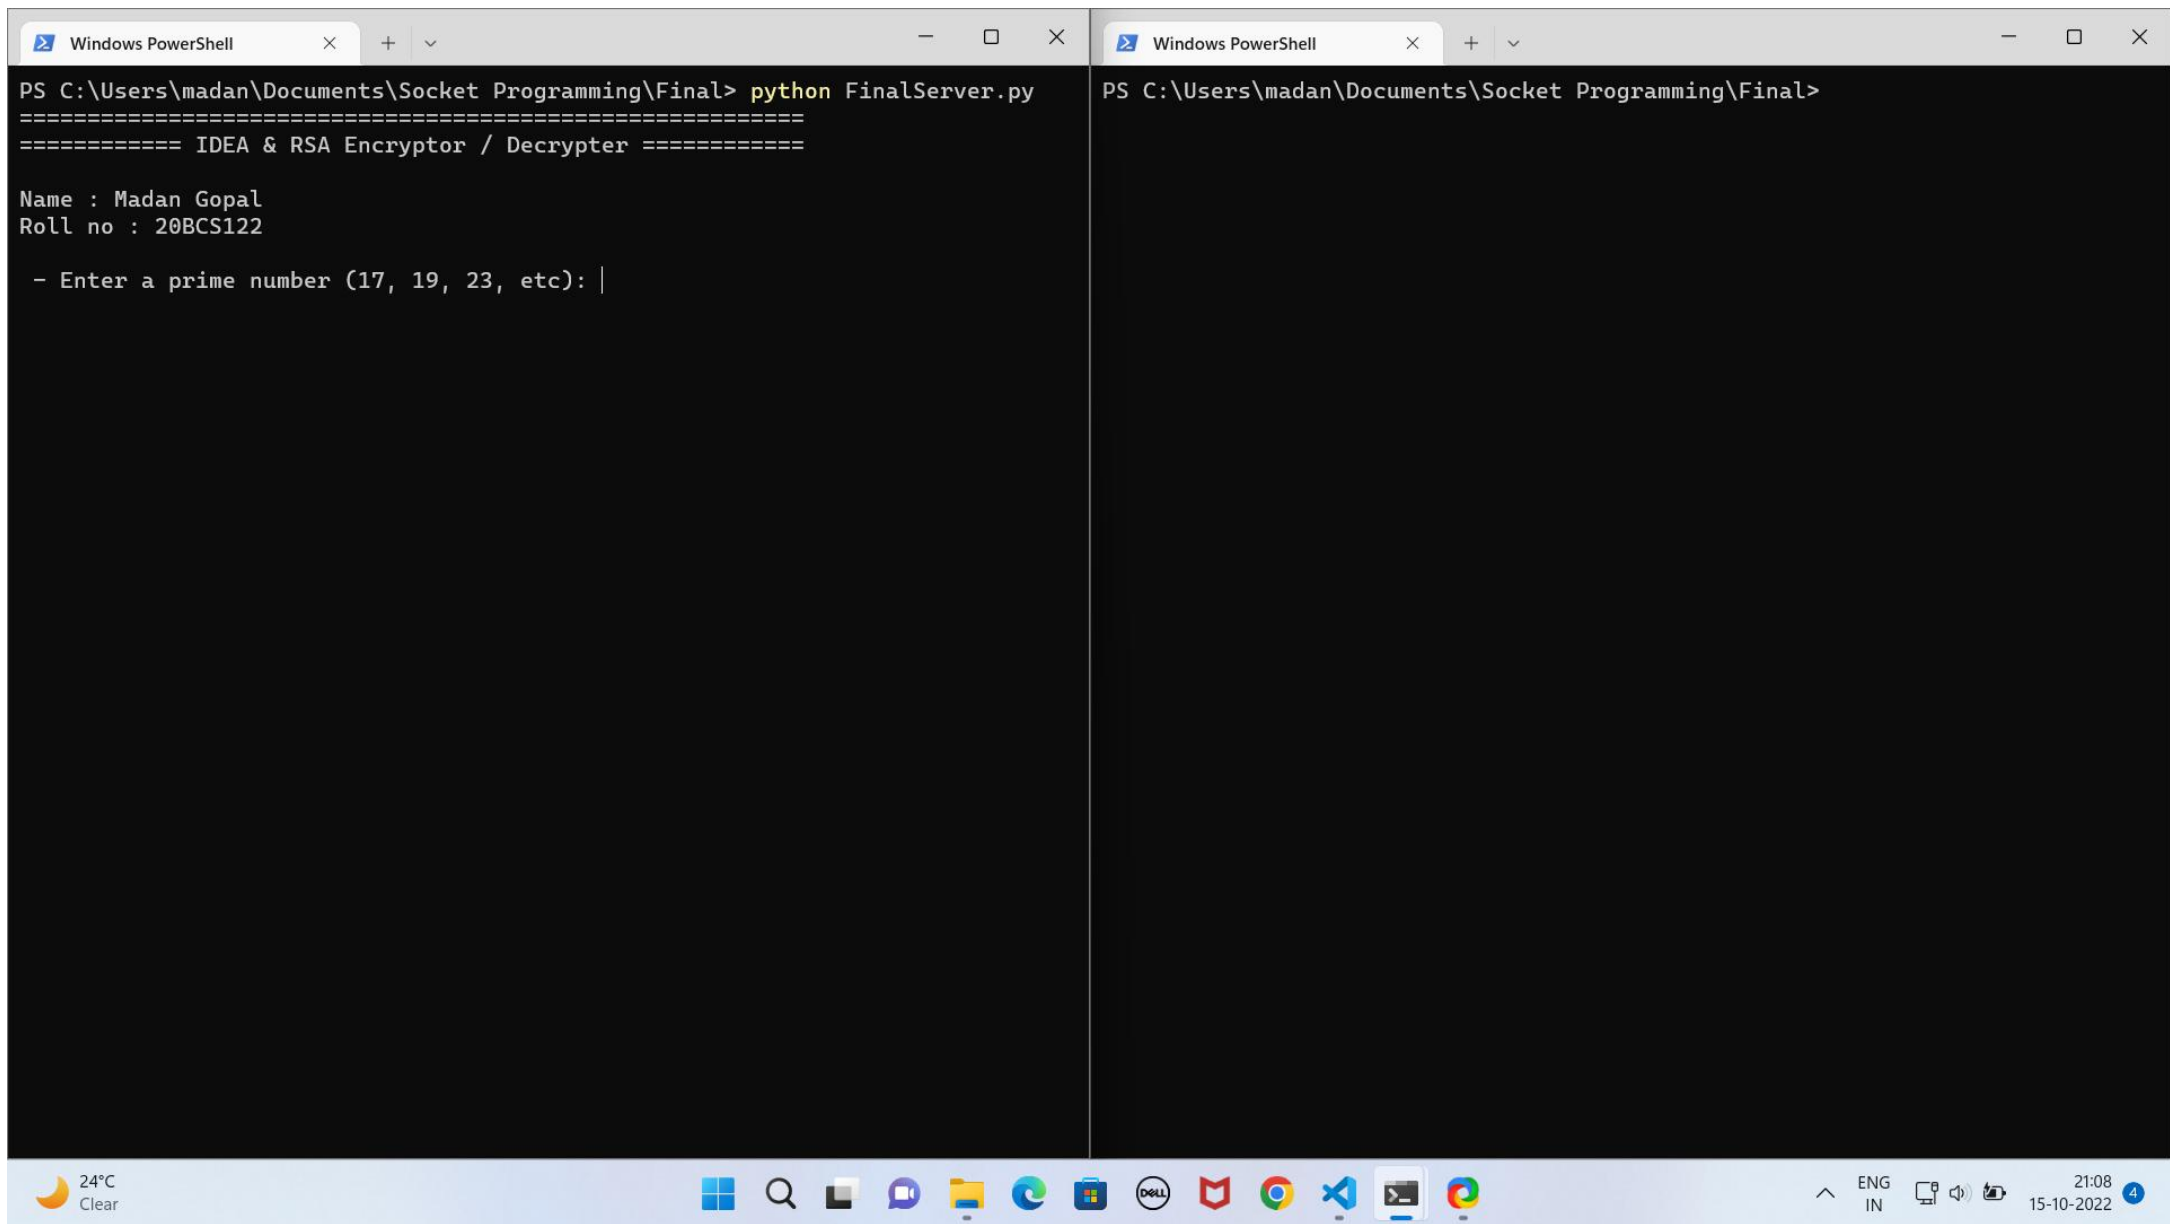 Windows PowerShell
PS C:\Users\madan\Documents\Socket Programming\Final> python FinalServer.py
==========================================================
============ IDEA & RSA Encryptor / Decrypter ============
Name : Madan Gopal
Roll no : 20BCS122
- Enter a prime number (17, 19, 23, etc):
Windows PowerShell
PS C:\Users\madan\Documents\Socket Programming\Final>
24°C
Clear
DELL
ENG
IN
21:08
15-10-2022
4